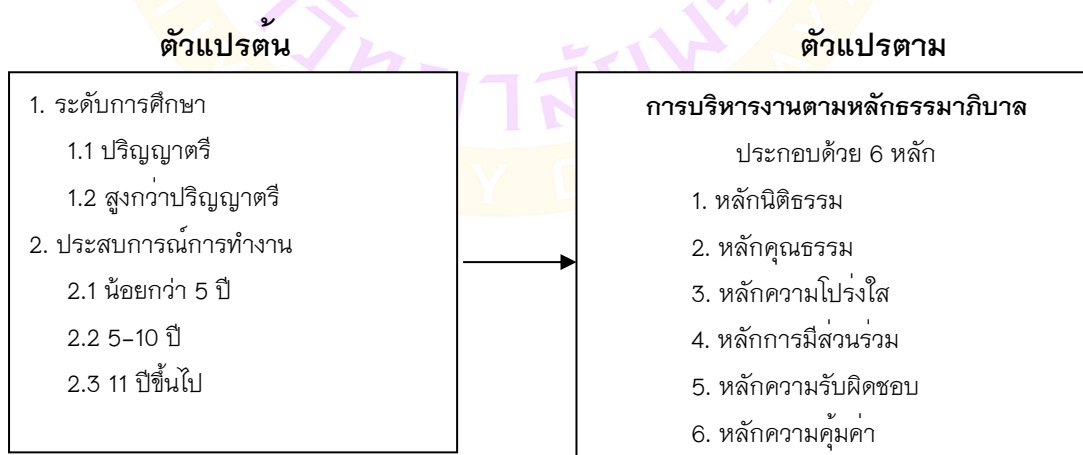 ตัวแปรต้น
1. ระดับการศึกษา
1.1 ปริญญาตรี
1.2 สูงกว่าปริญญาตรี
2. ประสบการณ์การทำงาน
2.1 น้อยกว่า 5 ปี
2.2 5–10 ปี
2.3 11 ปีขึ้นไป
ตัวแปรตาม
การบริหารงานตามหลักธรรมาภิบาล
ประกอบด้วย 6 หลัก
1. หลักนิติธรรม
2. หลักคุณธรรม
3. หลักความโปร่งใส
4. หลักการมีส่วนร่วม
5. หลักความรับผิดชอบ
6. หลักความคุ้มค่า